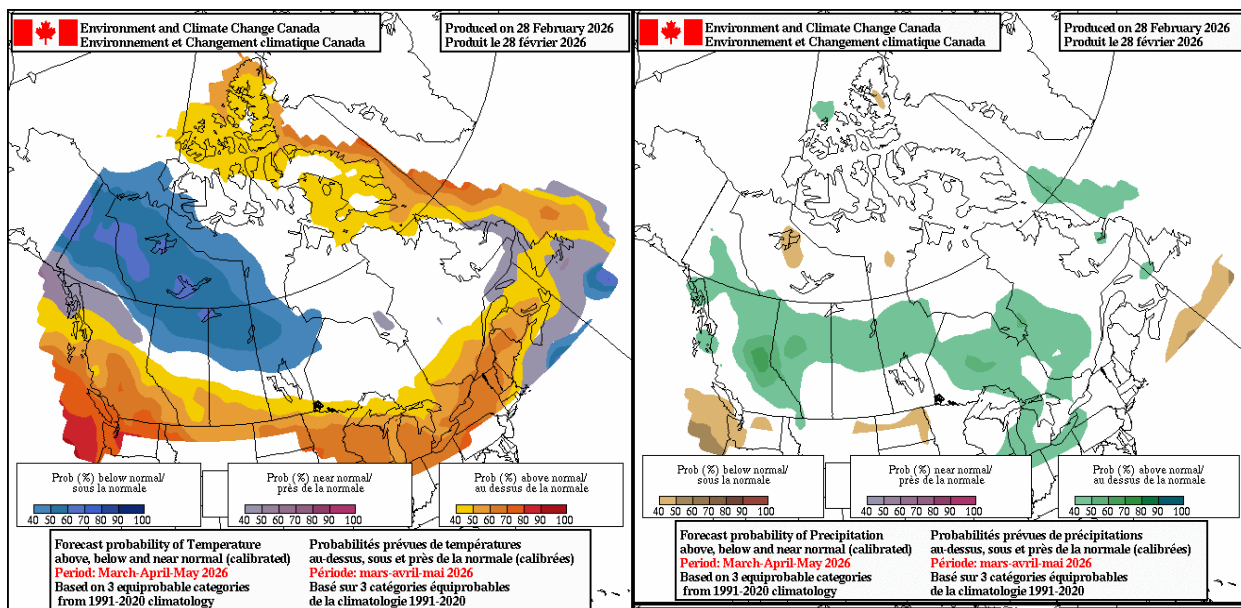 Environment and Climate Change Canada
Environnement et Changement climatique Canada
Produced on 28 February 2026
Produit le 28 février 2026
Prob (%) below normal/
sous la normale
40 50 60 70 80 90 100
Prob (%) near normal/
près de la normale
40 50 60 70 80 90 100
Prob (%) above normal/
au dessus de la normale
40 50 60 70 80 90 100
Forecast probability of Temperature
above, below and near normal (calibrated)
Period: March-April-May 2026
Based on 3 equiprobable categories
from 1991-2020 climatology
Probabilités prévues de températures
au-dessus, sous et près de la normale (calibrées)
Période: mars-avril-mai 2026
Basé sur 3 catégories équiprobables
de la climatologie 1991-2020
Environment and Climate Change Canada
Environnement et Changement climatique Canada
Produced on 28 February 2026
Produit le 28 février 2026
Prob (%) below normal/
sous la normale
40 50 60 70 80 90 100
Prob (%) near normal/
près de la normale
40 50 60 70 80 90 100
Prob (%) above normal/
au dessus de la normale
40 50 60 70 80 90 100
Forecast probability of Precipitation
above, below and near normal (calibrated)
Period: March-April-May 2026
Based on 3 equiprobable categories
from 1991-2020 climatology
Probabilités prévues de précipitations
au-dessus, sous et près de la normale (calibrées)
Période: mars-avril-mai 2026
Basé sur 3 catégories équiprobables
de la climatologie 1991-2020